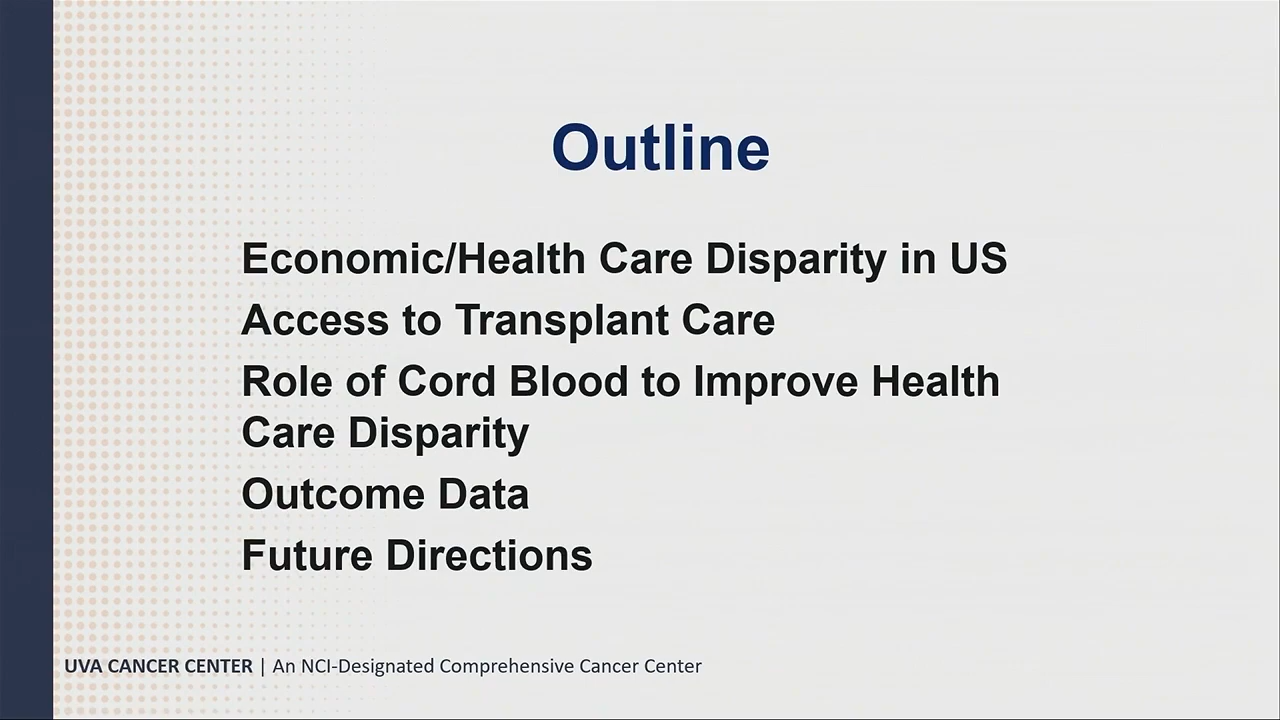 Outline
Economic/Health Care Disparity in US
Access to Transplant Care
Role of Cord Blood to Improve Health
Care Disparity
Outcome Data
Future Directions
UVA CANCER CENTER | An NCI-Designated Comprehensive Cancer Center